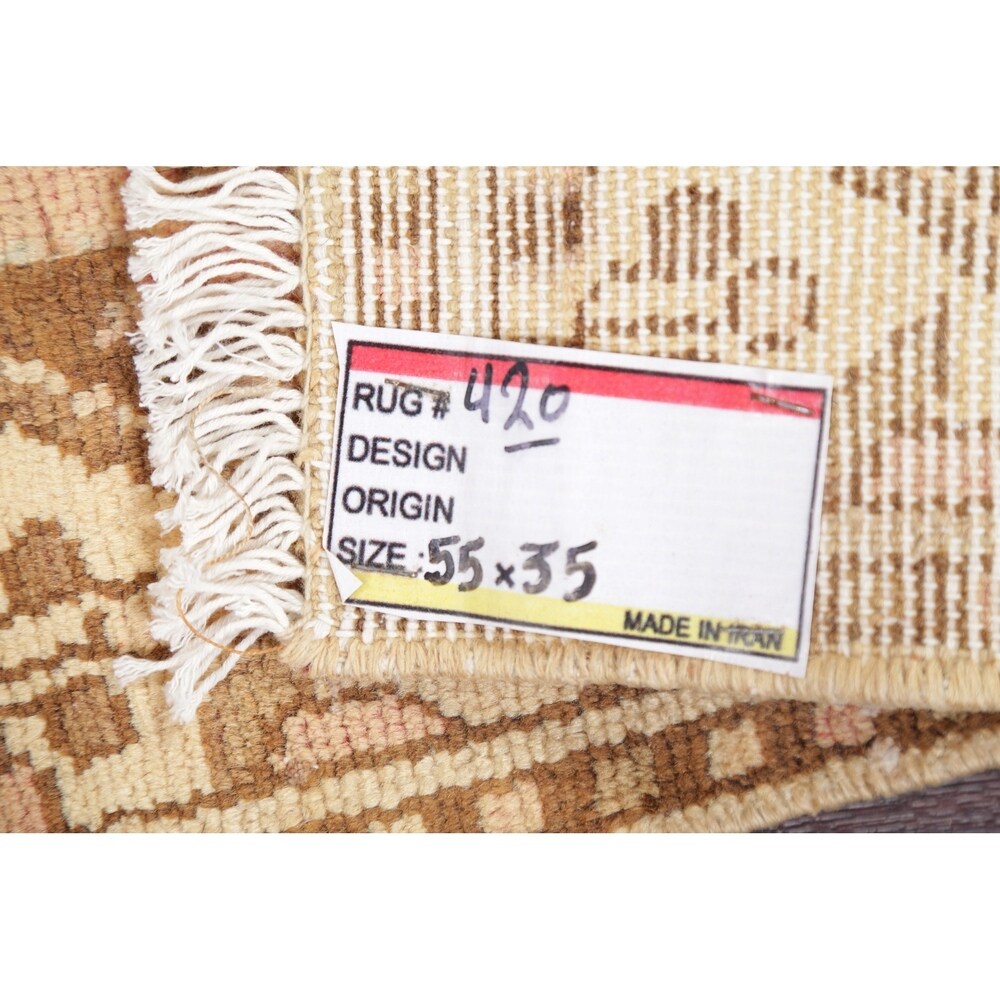 RUG # 420
DESIGN
ORIGIN
SIZE : 55 x 35
MADE IN IRAN